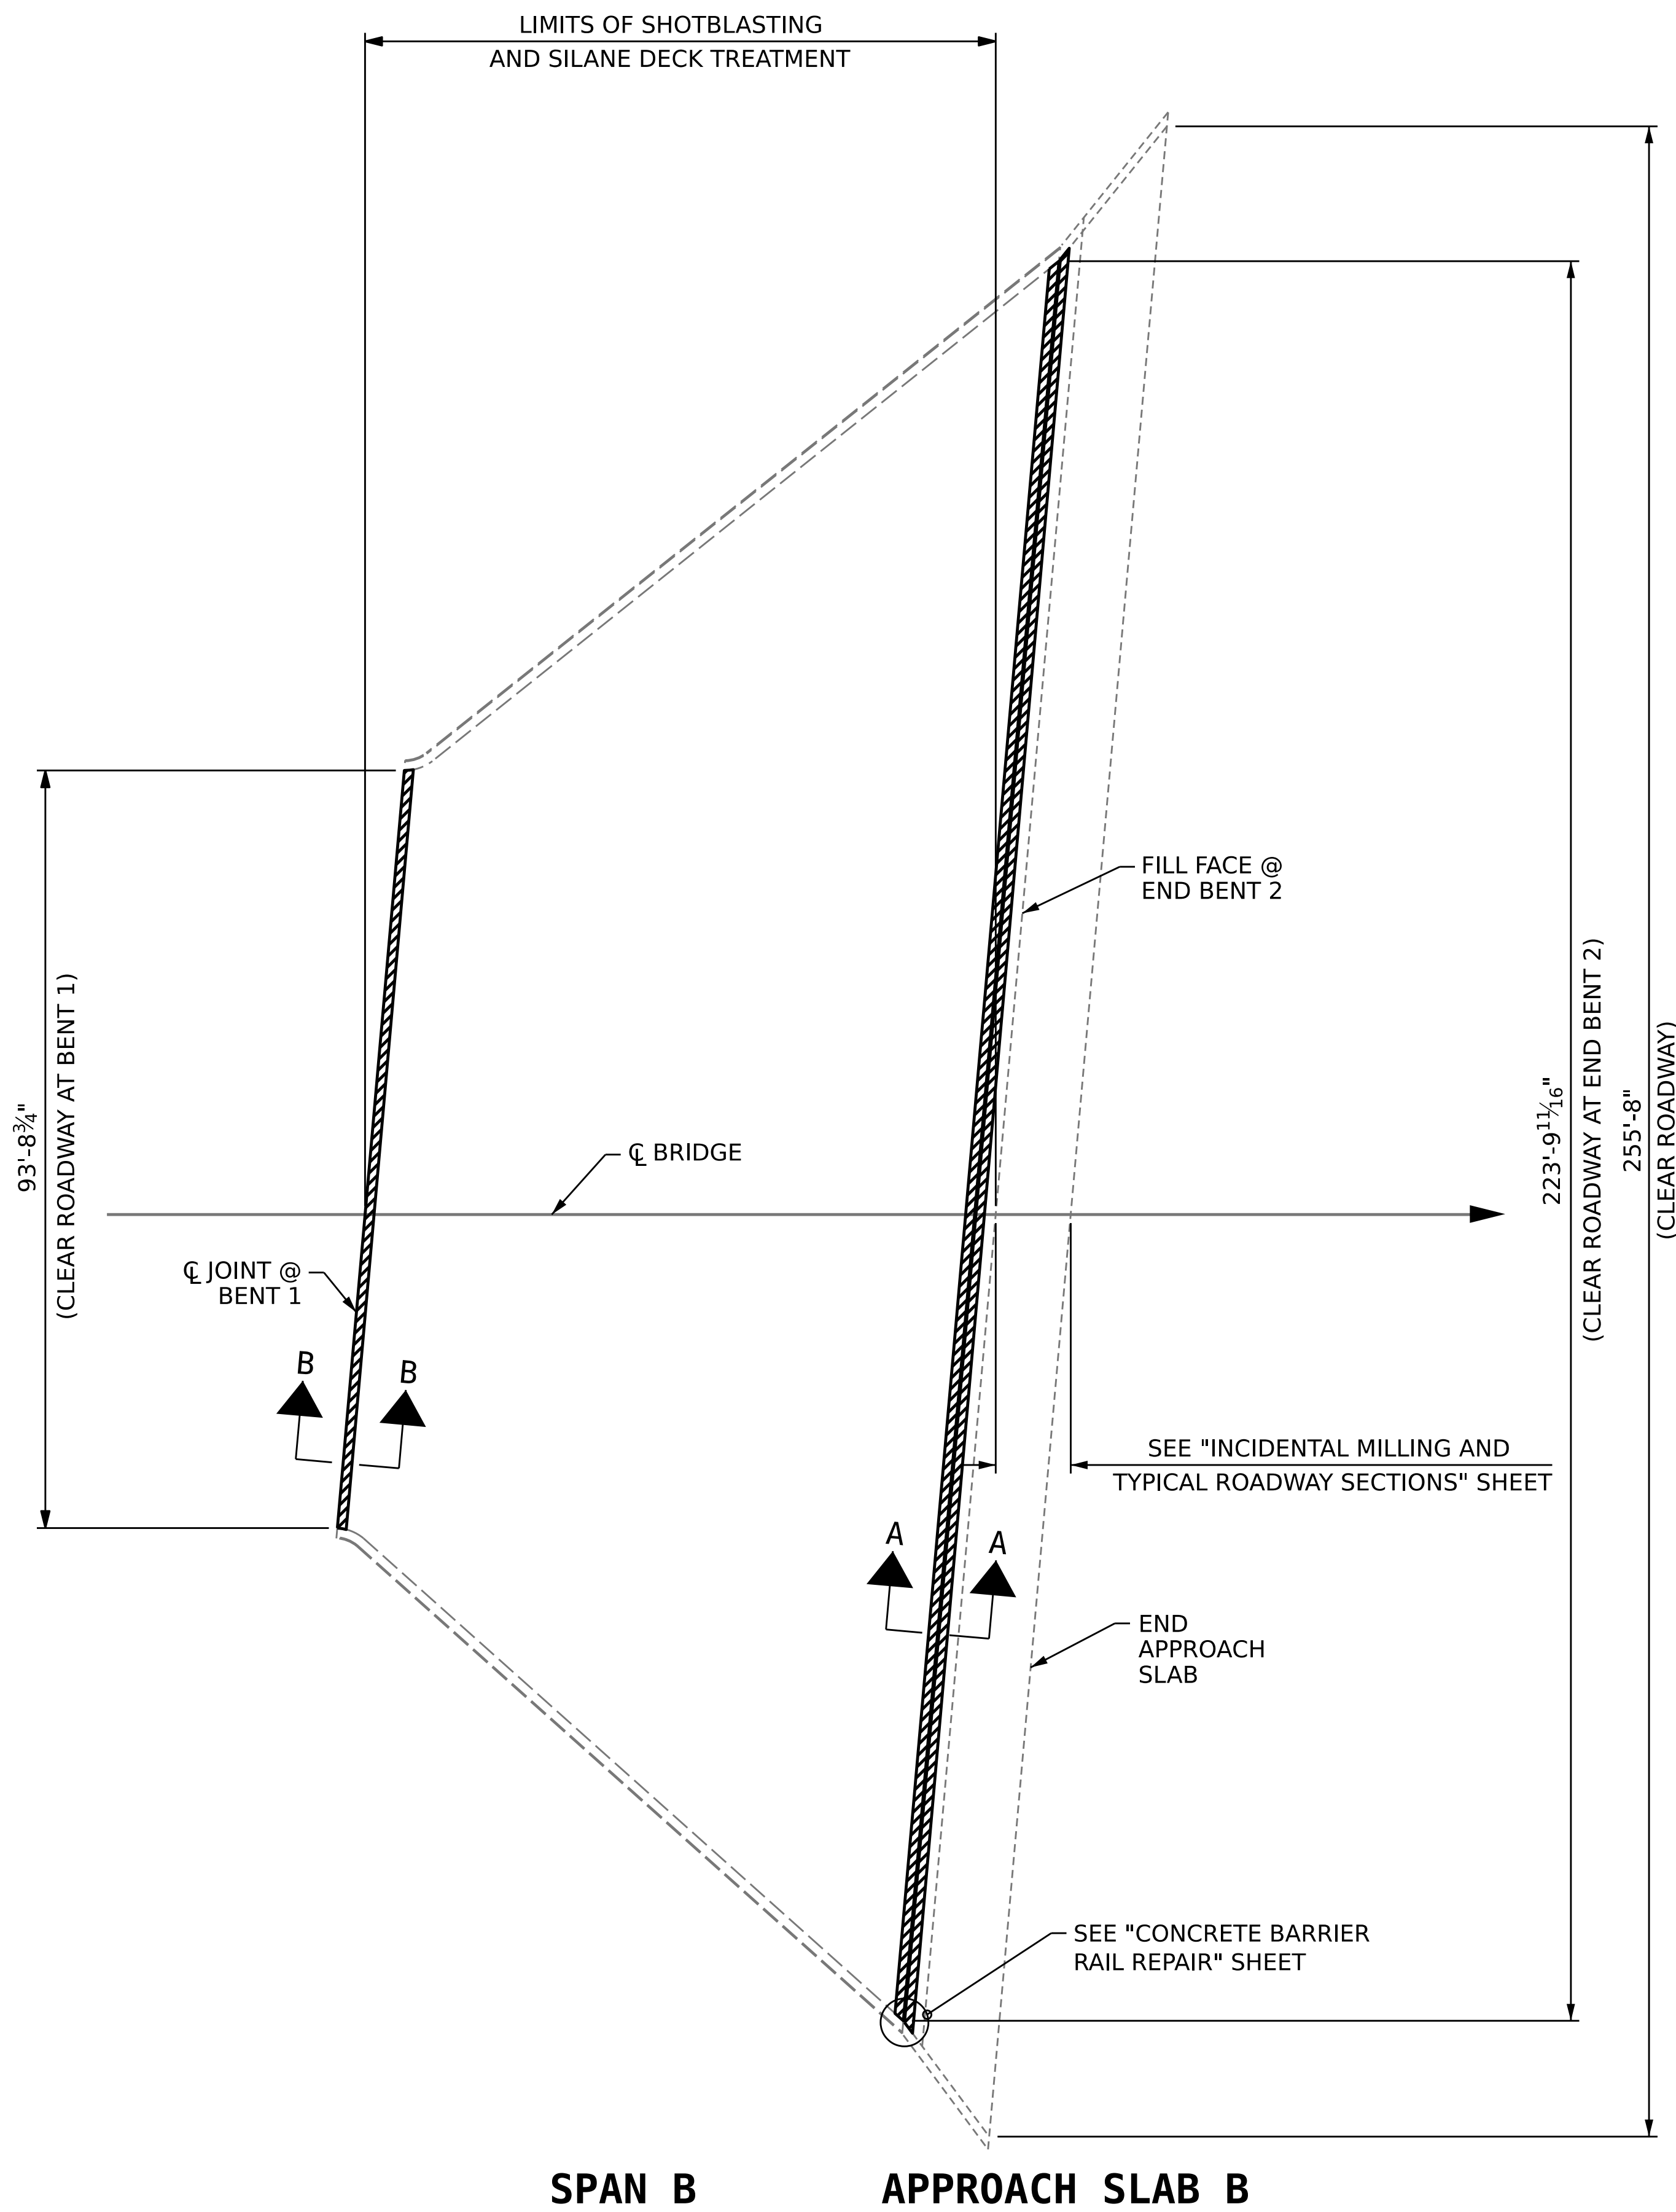 LIMITS OF SHOTBLASTING
AND SILANE DECK TREATMENT
FILL FACE @
END BENT 2
93'-8¾"
(CLEAR ROADWAY AT BENT 1)
℄ BRIDGE
223'-9 11⁄16"
(CLEAR ROADWAY AT END BENT 2)
255'-8"
(CLEAR ROADWAY)
℄ JOINT @
BENT 1
B
B
SEE "INCIDENTAL MILLING AND
TYPICAL ROADWAY SECTIONS" SHEET
A
A
END
APPROACH
SLAB
SEE "CONCRETE BARRIER
RAIL REPAIR" SHEET
SPAN B
APPROACH SLAB B